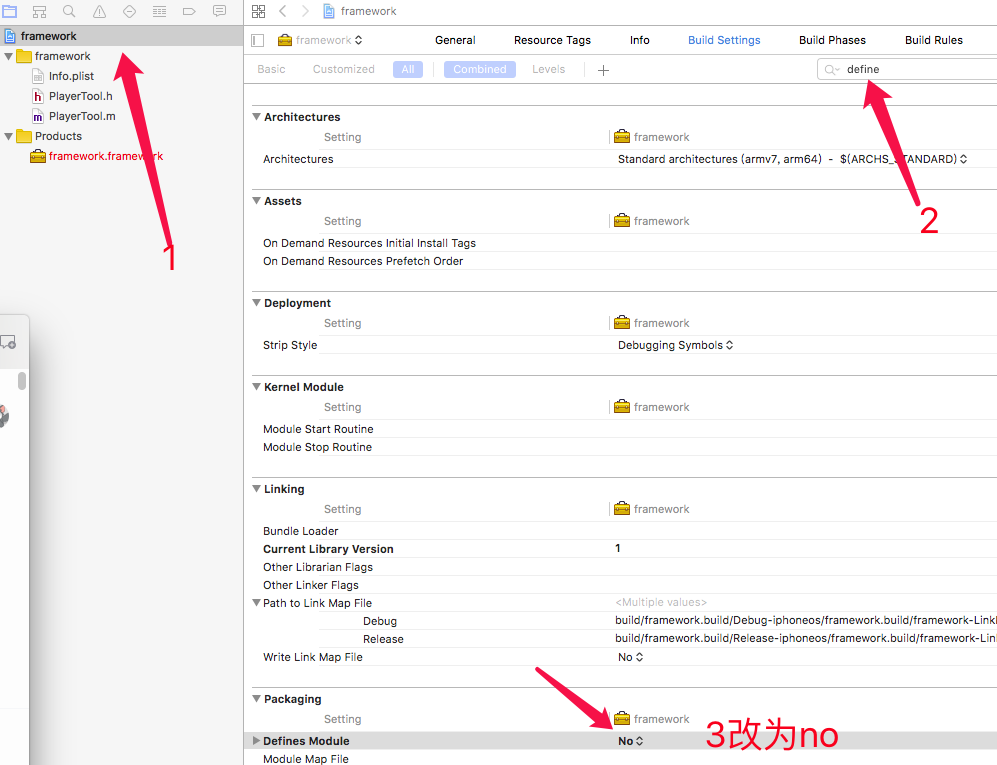 framework
framework
framework
General
Resource Tags
Info
Build Settings
Build Phases
Build Rules
framework
Info.plist
PlayerTool.h
PlayerTool.m
Products
framework.framework
Basic
Customized
All
Combined
Levels
define
1
2
Architectures
Setting
framework
Architectures
Standard architectures (armv7, arm64) - $(ARCHS_STANDARD)
Assets
Setting
framework
On Demand Resources Initial Install Tags
On Demand Resources Prefetch Order
Deployment
Setting
framework
Strip Style
Debugging Symbols
Kernel Module
Setting
framework
Module Start Routine
Module Stop Routine
Linking
Setting
framework
Bundle Loader
Current Library Version
1
Other Librarian Flags
Other Linker Flags
Path to Link Map File
<Multiple values>
Debug
build/framework.build/Debug-iphoneos/framework.build/framework-Linkl
Release
build/framework.build/Release-iphoneos/framework.build/framework-Lin
Write Link Map File
No
Packaging
Setting
framework
Defines Module
No
3改为no
Module Map File